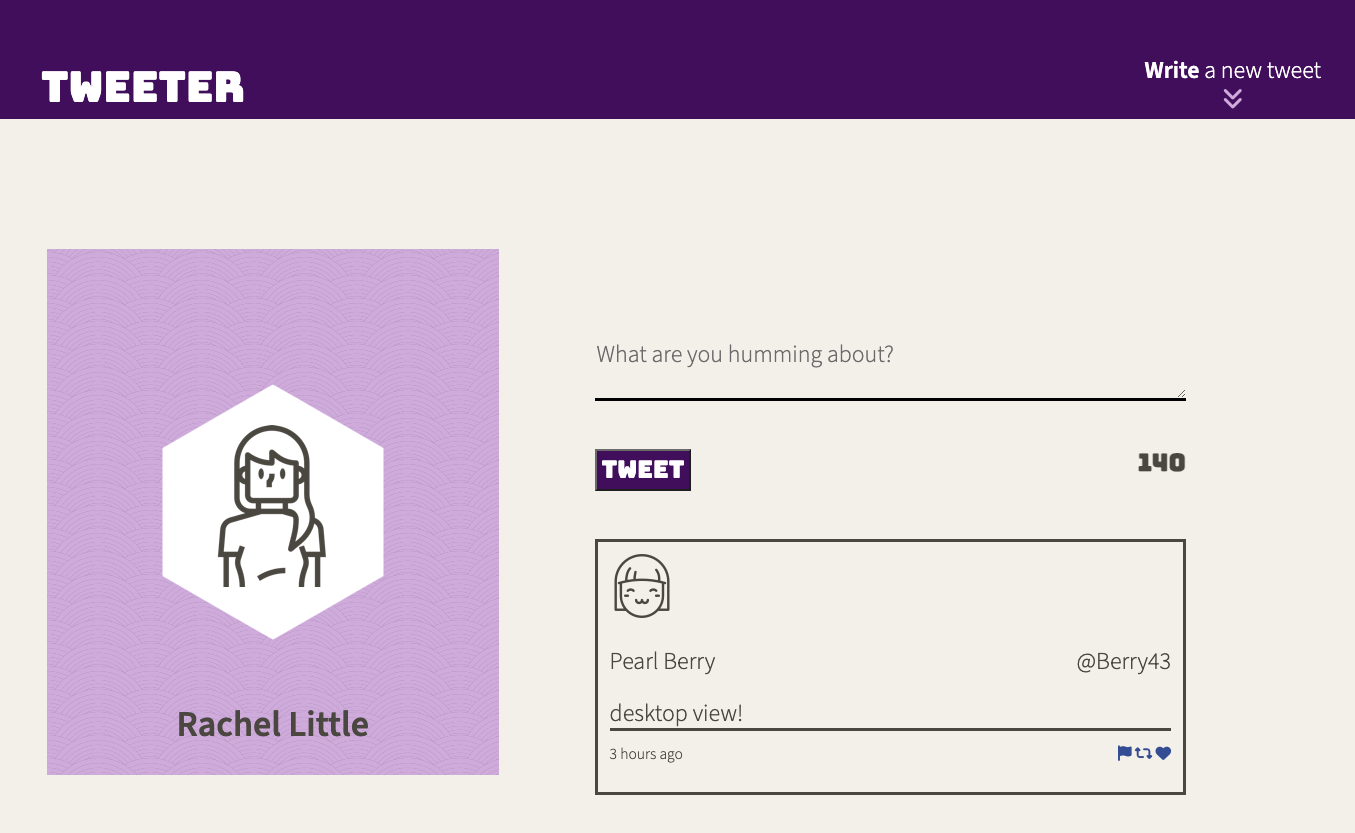 TWEETER
Write a new tweet
Rachel Little
What are you humming about?
TWEET
140
Pearl Berry
@Berry43
desktop view!
3 hours ago